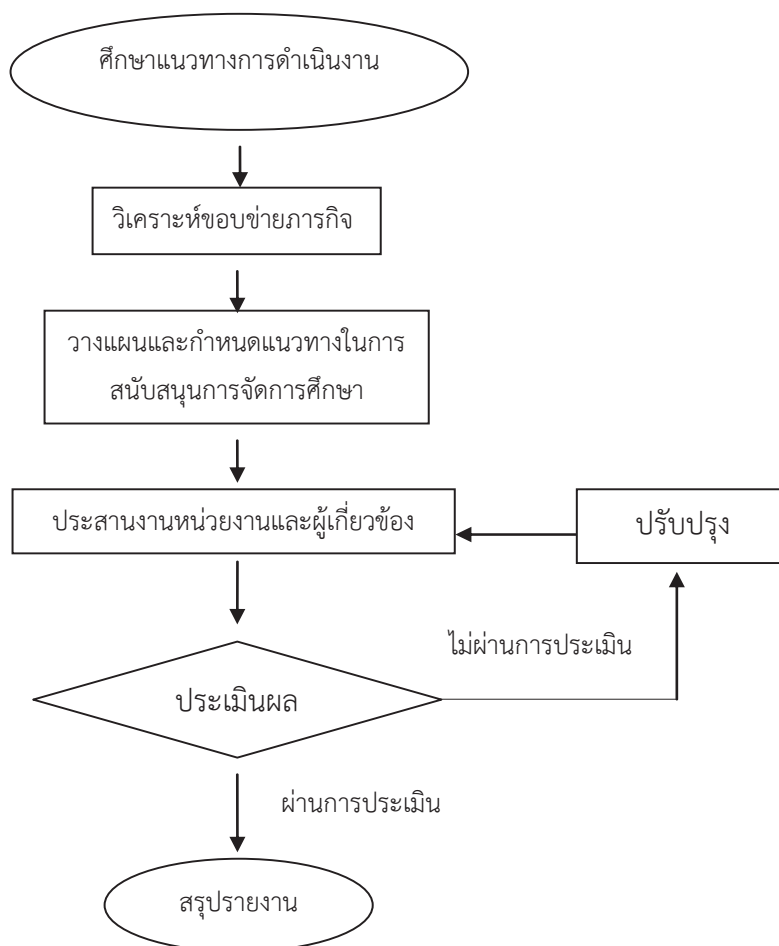 ศึกษาแนวทางการดำเนินงาน
วิเคราะห์ขอบข่ายภารกิจ
วางแผนและกำหนดแนวทางในการ
สนับสนุนการจัดการศึกษา
ประสานงานหน่วยงานและผู้เกี่ยวข้อง
ปรับปรุง
ไม่ผ่านการประเมิน
ประเมินผล
ผ่านการประเมิน
สรุปรายงาน